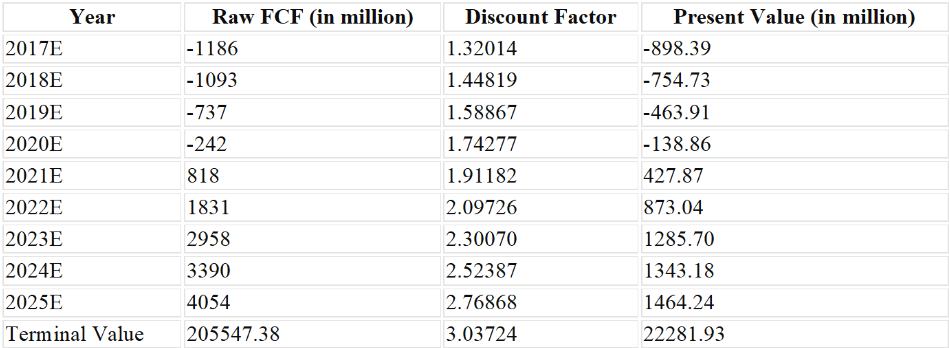 Year Raw FCF (in million) Discount Factor Present Value (in million)
2017E -1186 1.32014 -898.39
2018E -1093 1.44819 -754.73
2019E -737 1.58867 -463.91
2020E -242 1.74277 -138.86
2021E 818 1.91182 427.87
2022E 1831 2.09726 873.04
2023E 2958 2.30070 1285.70
2024E 3390 2.52387 1343.18
2025E 4054 2.76868 1464.24
Terminal Value 205547.38 3.03724 22281.93